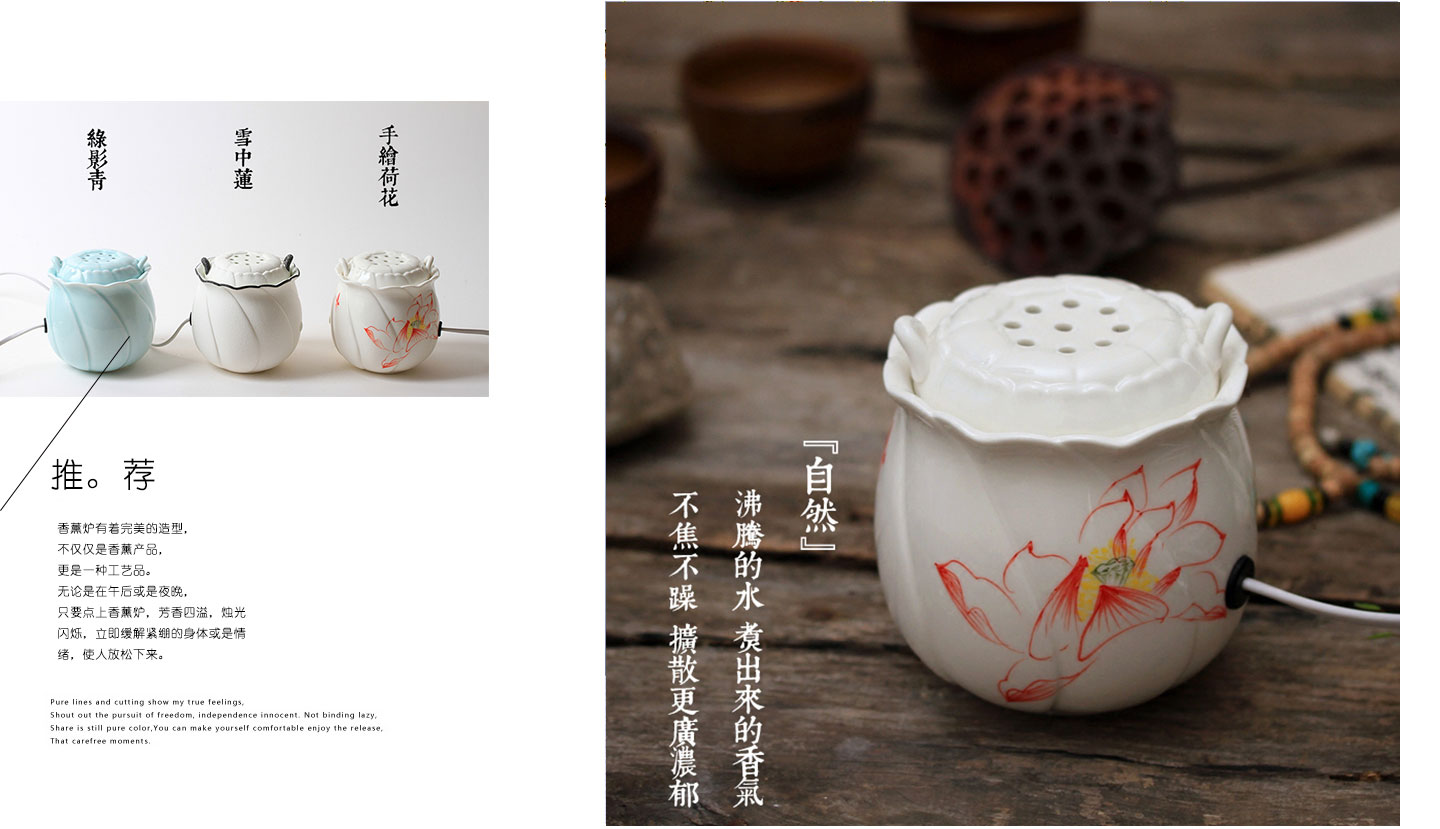 綠影青
雪中蓮
手繪荷花
推。荐
香薰炉有着完美的造型，
不仅仅是香薰产品，
更是一种工艺品。
无论是在午后或是夜晚，
只要点上香薰炉，芳香四溢，烛光
闪烁，立即缓解紧绷的身体或是情
绪，使人放松下来。
Pure lines and cutting show my true feelings,
Shout out the pursuit of freedom, independence innocent. Not binding lazy,
Share is still pure color,You can make yourself comfortable enjoy the release,
That carefree moments.
『自然』
沸騰的水 煑出來的香氣
不焦不躁 擴散更廣濃郁